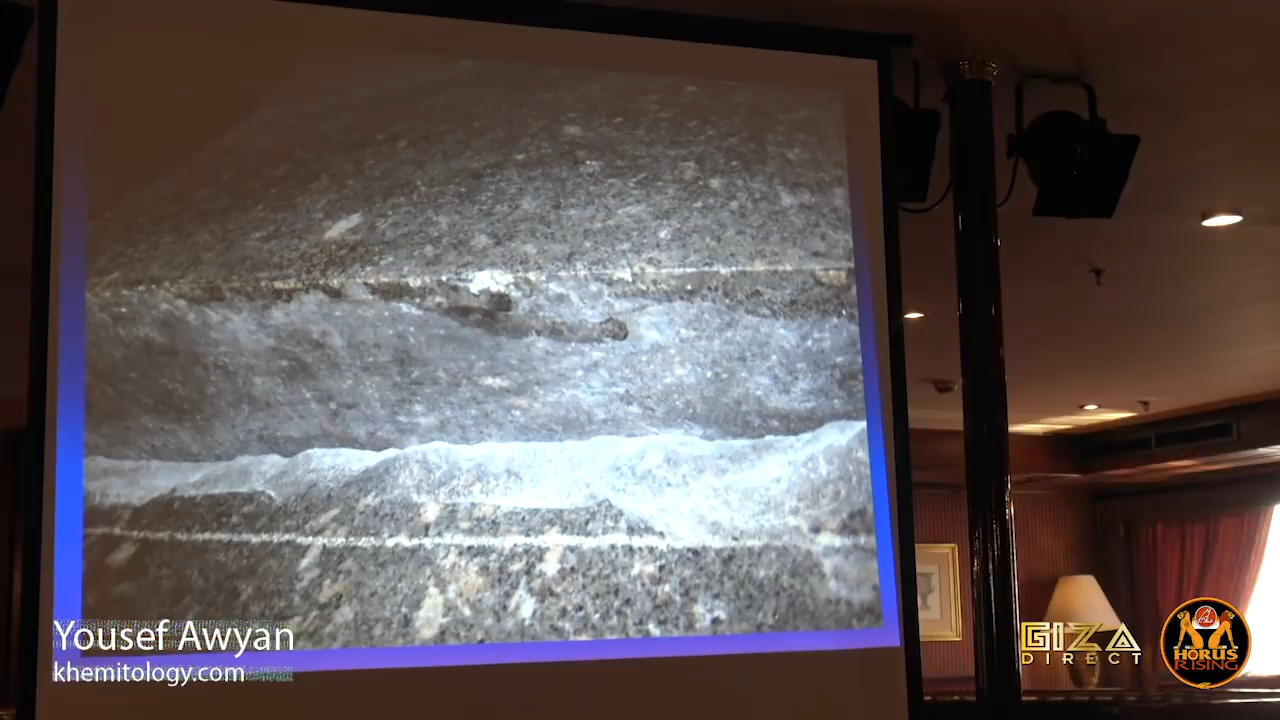 Yousef Awyan
khemitology.com
GIZA
DIRECT
HORUS
RISING